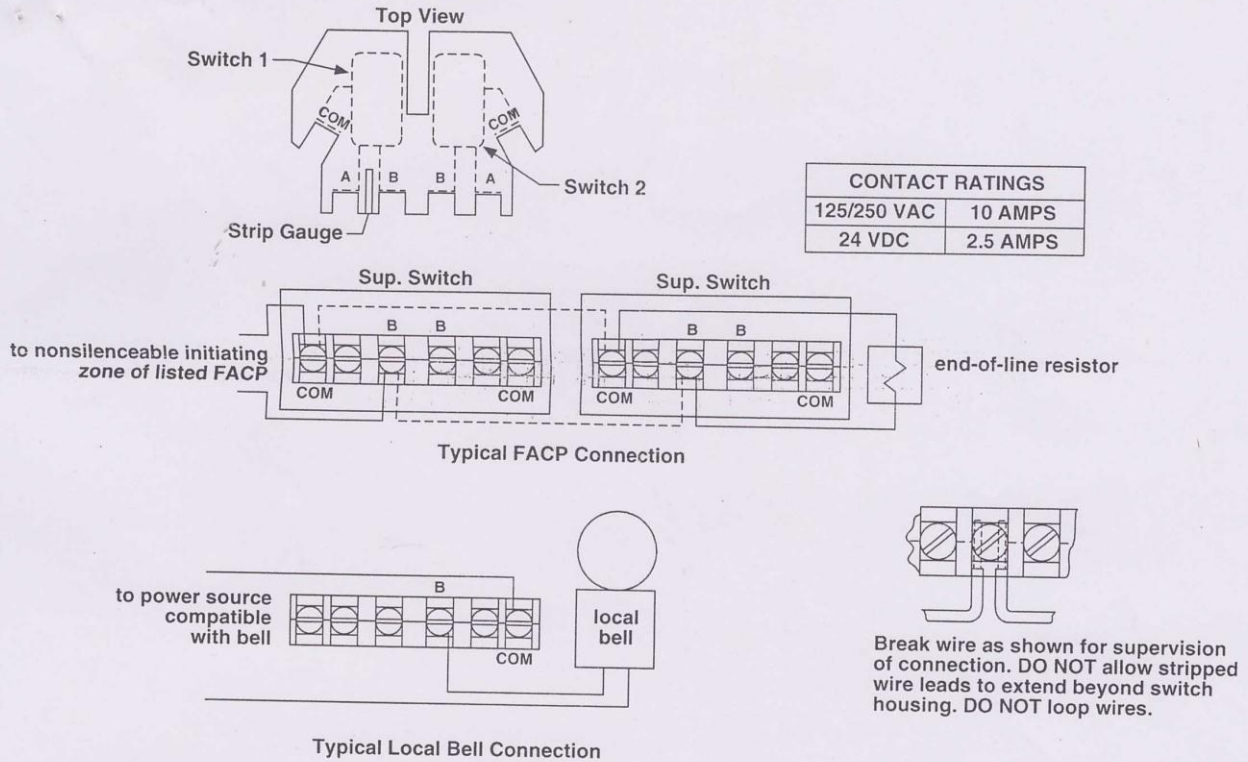 Top View
Switch 1
COM
COM
A
B
B
A
Switch 2
Strip Gauge
CONTACT RATINGS
125/250 VAC 10 AMPS
24 VDC 2.5 AMPS
Sup. Switch
Sup. Switch
B B
B B
to nonsilenceable initiating
zone of listed FACP
end-of-line resistor
COM
COM
COM
COM
Typical FACP Connection
to power source
compatible
with bell
B
COM
local
bell
Typical Local Bell Connection
Break wire as shown for supervision
of connection. DO NOT allow stripped
wire leads to extend beyond switch
housing. DO NOT loop wires.